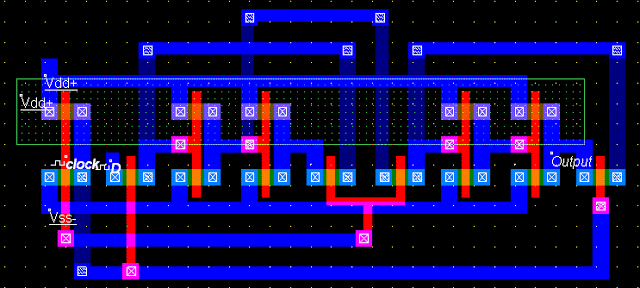 Vdd+
Vdd+
clock
D
Output
Vss-